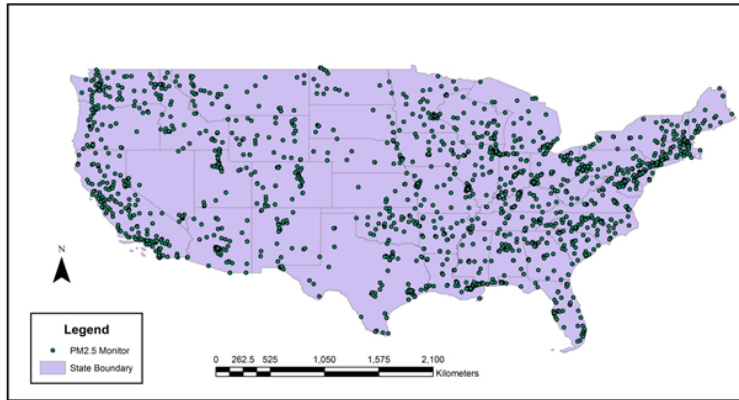 N
Legend
PM2.5 Monitor
State Boundary
0 262.5 525 1,050 1,575 2,100
Kilometers